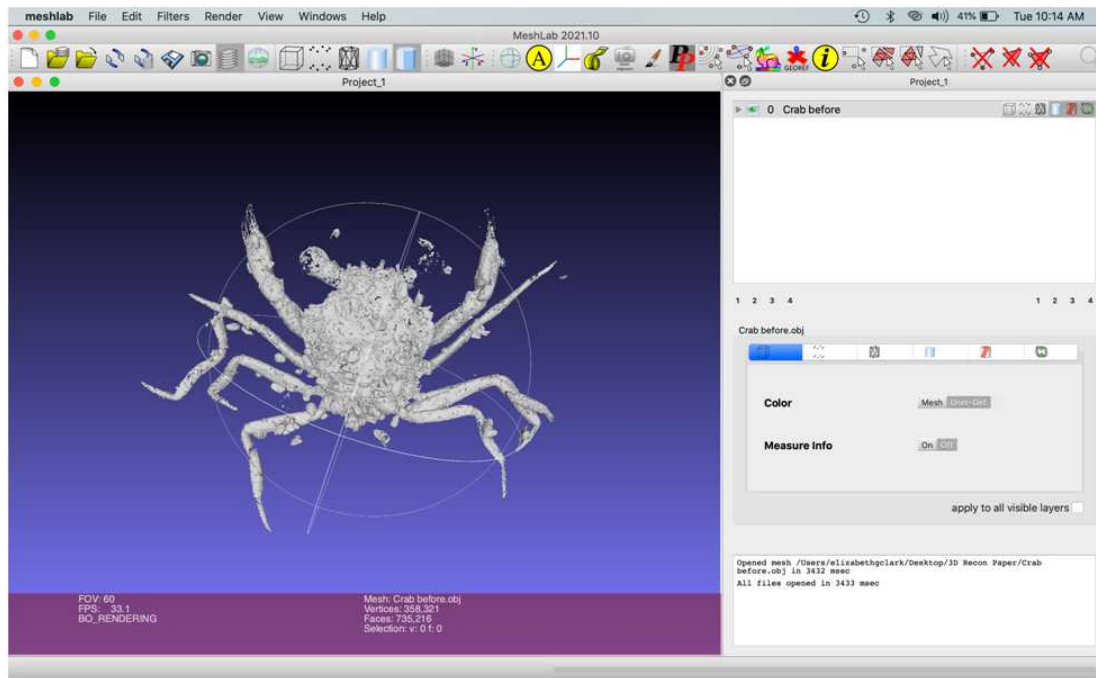 meshlab File Edit Filters Render View Windows Help 41% Tue 10:14 AM
MeshLab 2021.10
A Pp GEOREF i
Project_1
Project_1
0 Crab before
1 2 3 4 1 2 3 4
Crab before.obj
Color Mesh User-Def
Measure Info On Off
apply to all visible layers
Opened mesh /Users/elizabethgclark/Desktop/3D Recon Paper/Crab
before.obj in 3432 msec
All files opened in 3433 msec
FOV: 60
FPS: 33.1
BO_RENDERING
Mesh: Crab before.obj
Vertices: 358,321
Faces: 735,216
Selection: v: 0 f: 0